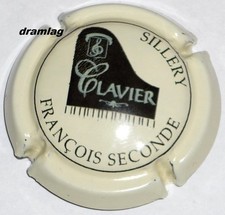 dramlag
SILLERY
CLAVIER
FRANÇOIS SECONDE